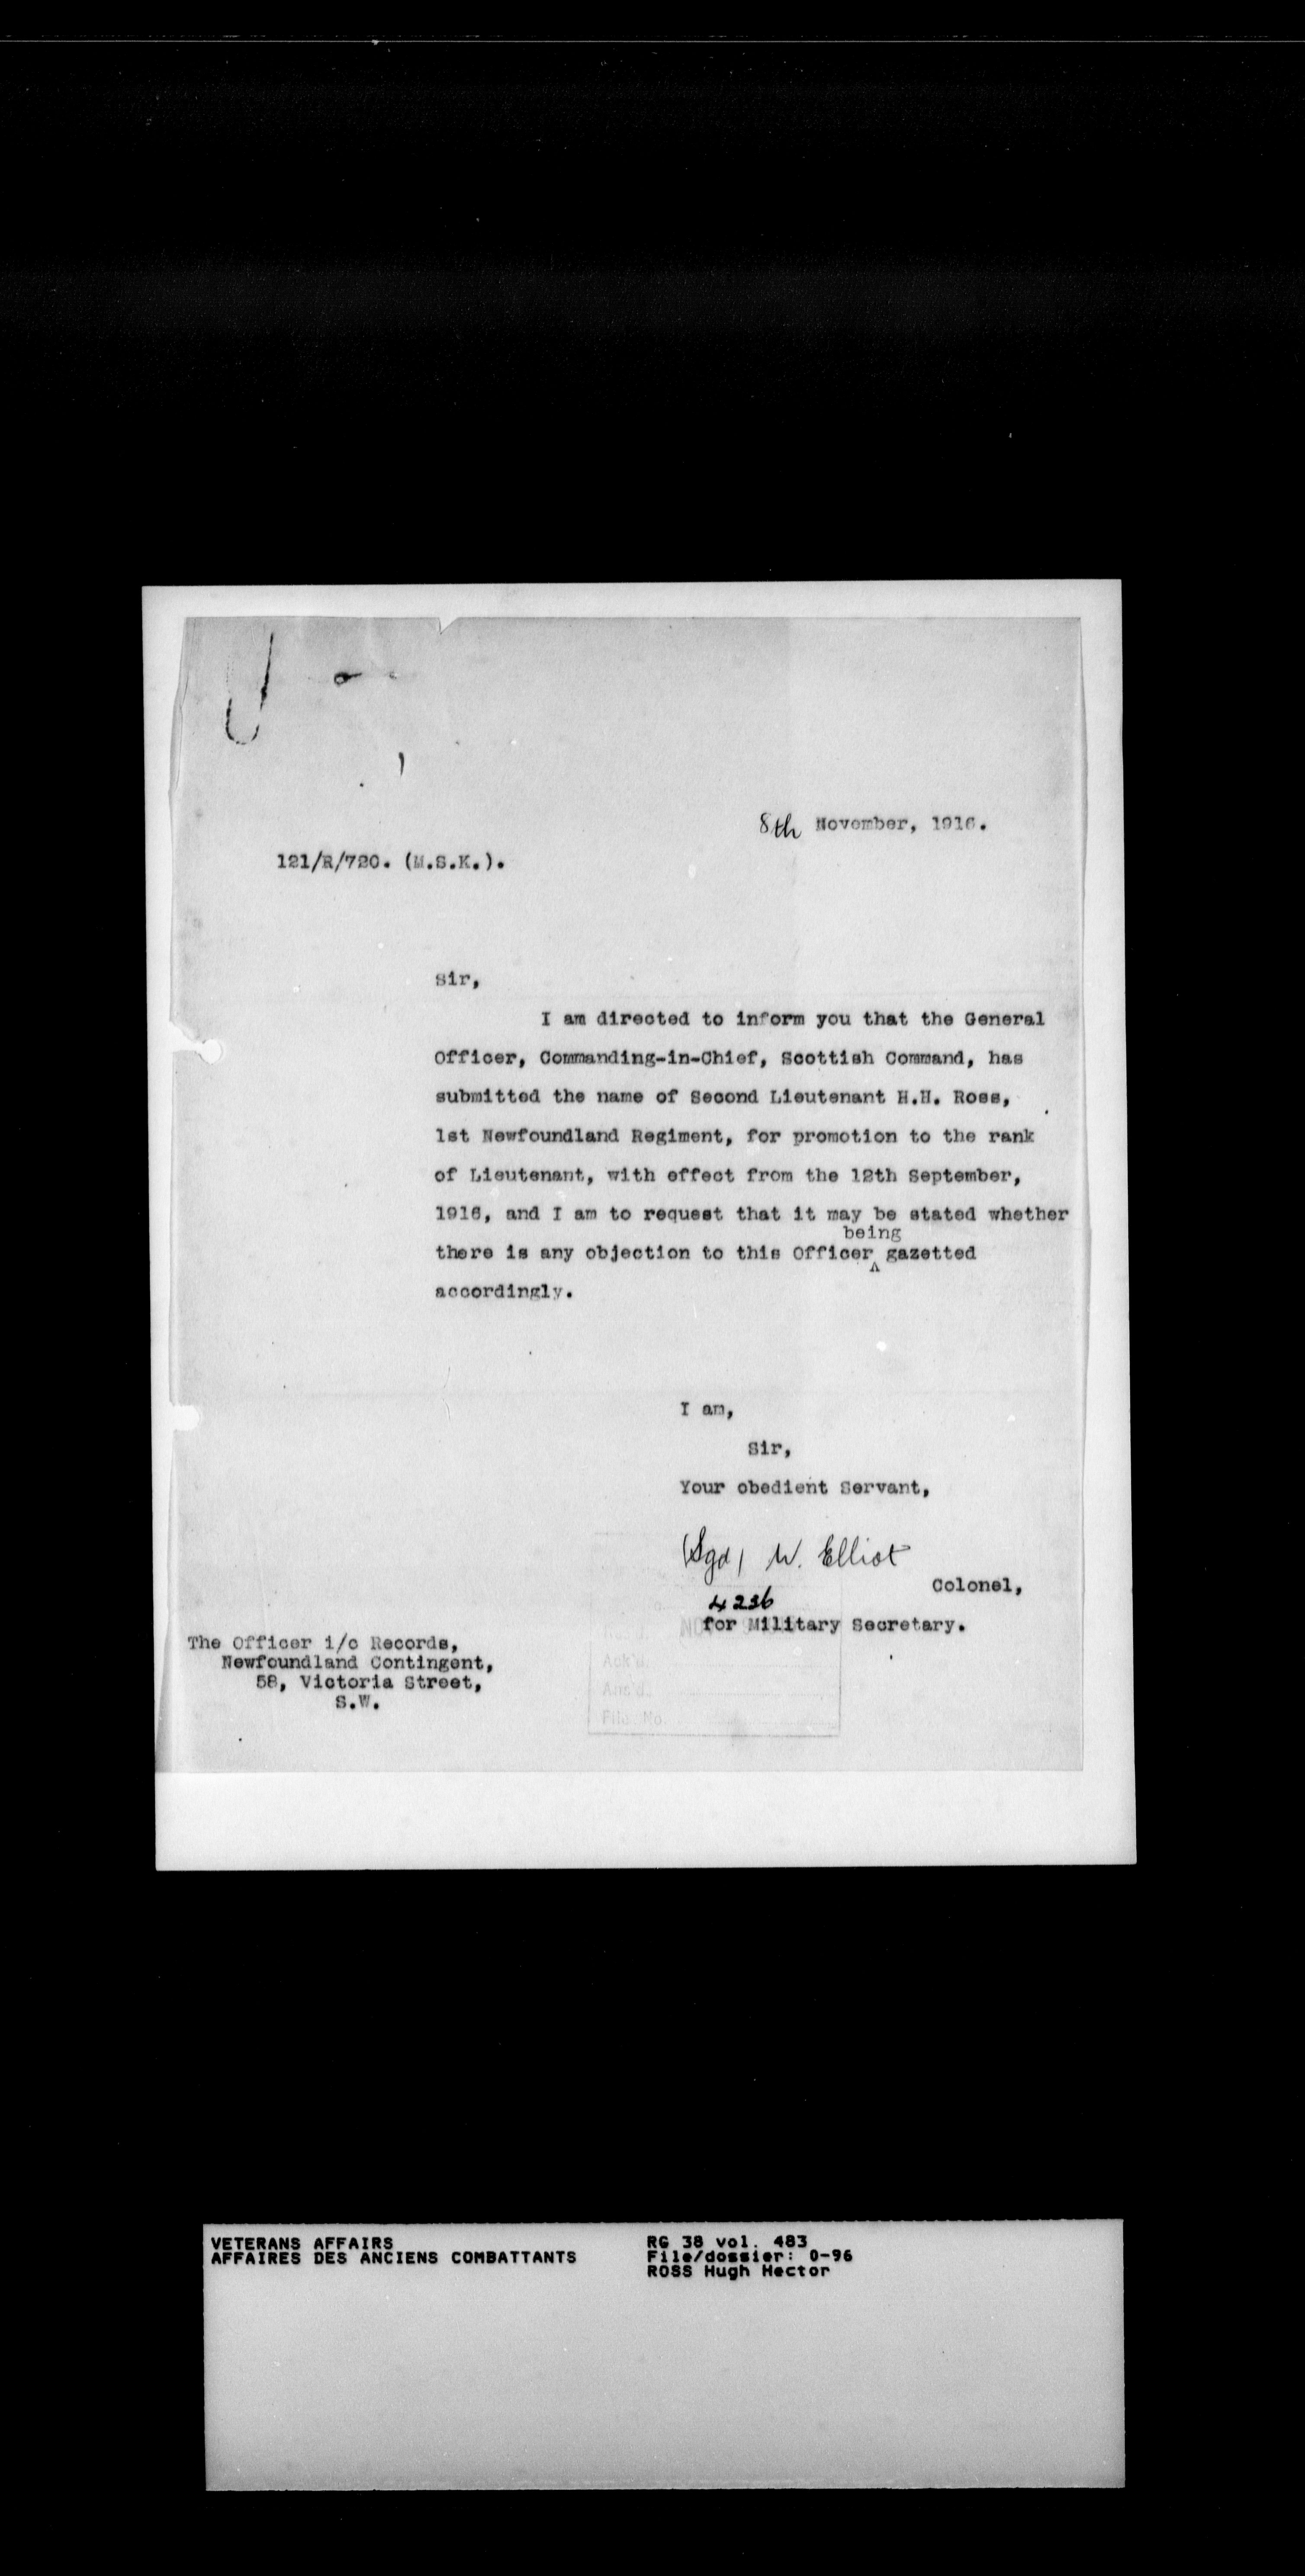 8th November, 1916.
121/R/720. (M.S.K.).
Sir,
I am directed to inform you that the General
Officer, Commanding-in-Chief, Scottish Command, has
submitted the name of Second Lieutenant H.H. Ross,
1st Newfoundland Regiment, for promotion to the rank
of Lieutenant, with effect from the 12th September,
1916, and I am to request that it may be stated whether
being
there is any objection to this Officer gazetted
accordingly.
I am,
Sir,
Your obedient Servant,
(Sgd) W. Elliot
Colonel,
4236
for Military Secretary.
The Officer i/c Records,
Newfoundland Contingent,
58, Victoria Street,
S.W.
NOV
Ack'd.
Ans'd.
File No.
VETERANS AFFAIRS
AFFAIRES DES ANCIENS COMBATTANTS
RG 38 vol. 483
File/dossier: 0-96
ROSS Hugh Hector